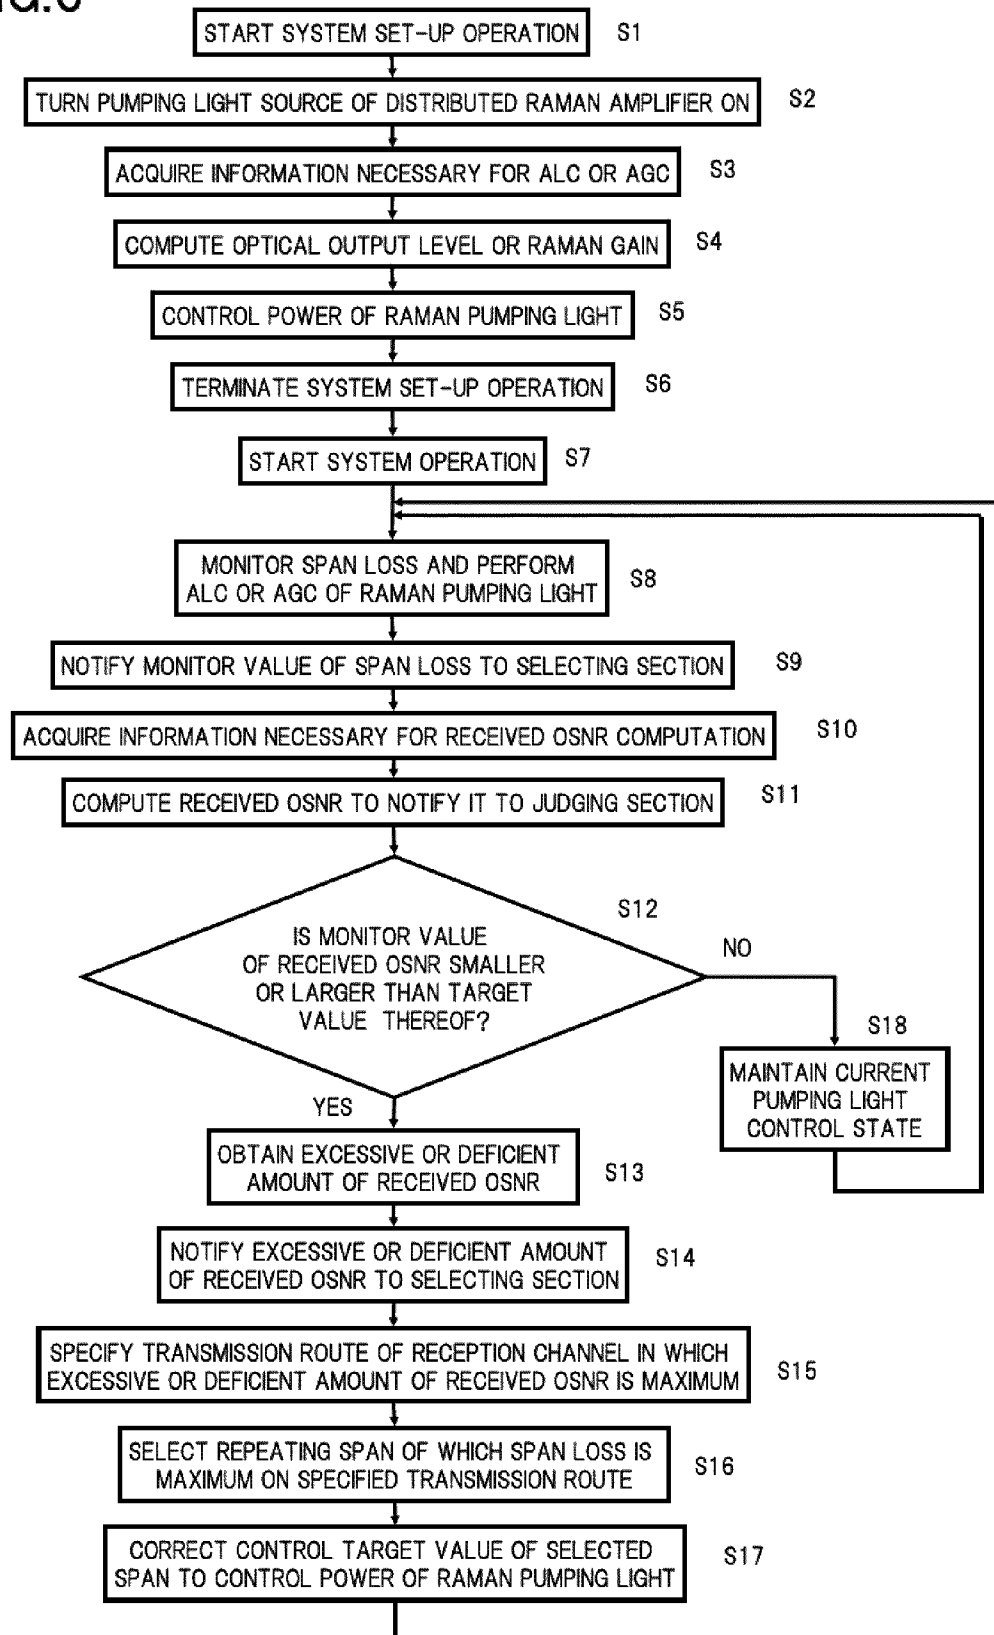 START SYSTEM SET-UP OPERATION S1
TURN PUMPING LIGHT SOURCE OF DISTRIBUTED RAMAN AMPLIFIER ON S2
ACQUIRE INFORMATION NECESSARY FOR ALC OR AGC S3
COMPUTE OPTICAL OUTPUT LEVEL OR RAMAN GAIN S4
CONTROL POWER OF RAMAN PUMPING LIGHT S5
TERMINATE SYSTEM SET-UP OPERATION S6
START SYSTEM OPERATION S7
MONITOR SPAN LOSS AND PERFORM
ALC OR AGC OF RAMAN PUMPING LIGHT
S8
NOTIFY MONITOR VALUE OF SPAN LOSS TO SELECTING SECTION S9
ACQUIRE INFORMATION NECESSARY FOR RECEIVED OSNR COMPUTATION S10
COMPUTE RECEIVED OSNR TO NOTIFY IT TO JUDGING SECTION S11
S12
IS MONITOR VALUE
OF RECEIVED OSNR SMALLER
OR LARGER THAN TARGET
VALUE THEREOF?
NO
S18
MAINTAIN CURRENT
PUMPING LIGHT
CONTROL STATE
YES
OBTAIN EXCESSIVE OR DEFICIENT
AMOUNT OF RECEIVED OSNR
S13
NOTIFY EXCESSIVE OR DEFICIENT AMOUNT
OF RECEIVED OSNR TO SELECTING SECTION
S14
SPECIFY TRANSMISSION ROUTE OF RECEPTION CHANNEL IN WHICH
EXCESSIVE OR DEFICIENT AMOUNT OF RECEIVED OSNR IS MAXIMUM
S15
SELECT REPEATING SPAN OF WHICH SPAN LOSS IS
MAXIMUM ON SPECIFIED TRANSMISSION ROUTE
S16
CORRECT CONTROL TARGET VALUE OF SELECTED
SPAN TO CONTROL POWER OF RAMAN PUMPING LIGHT
S17